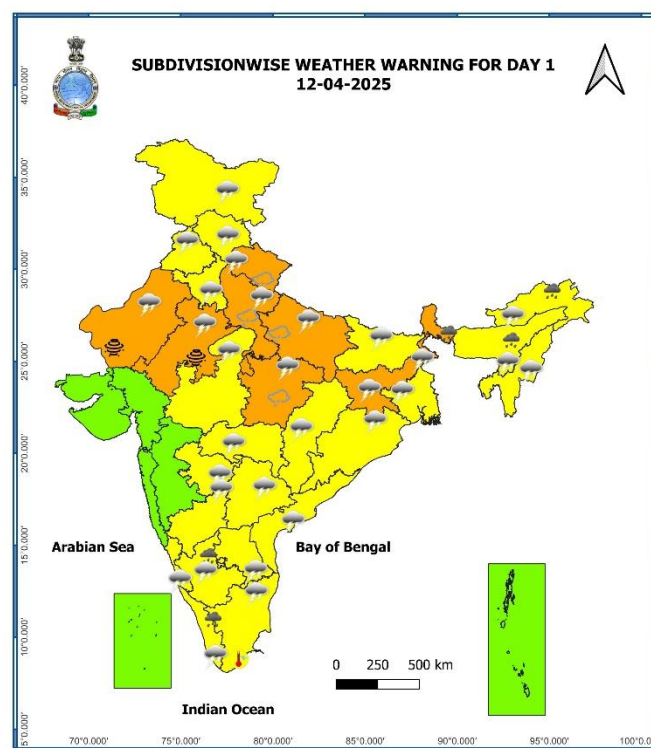 SUBDIVISIONWISE WEATHER WARNING FOR DAY 1
12-04-2025
40°0.000'
35°0.000'
30°0.000'
25°0.000'
20°0.000'
15°0.000'
10°0.000'
5°0.000'
Arabian Sea
Bay of Bengal
0 250 500 km
Indian Ocean
70°0.000' 75°0.000' 80°0.000' 85°0.000' 90°0.000' 95°0.000'